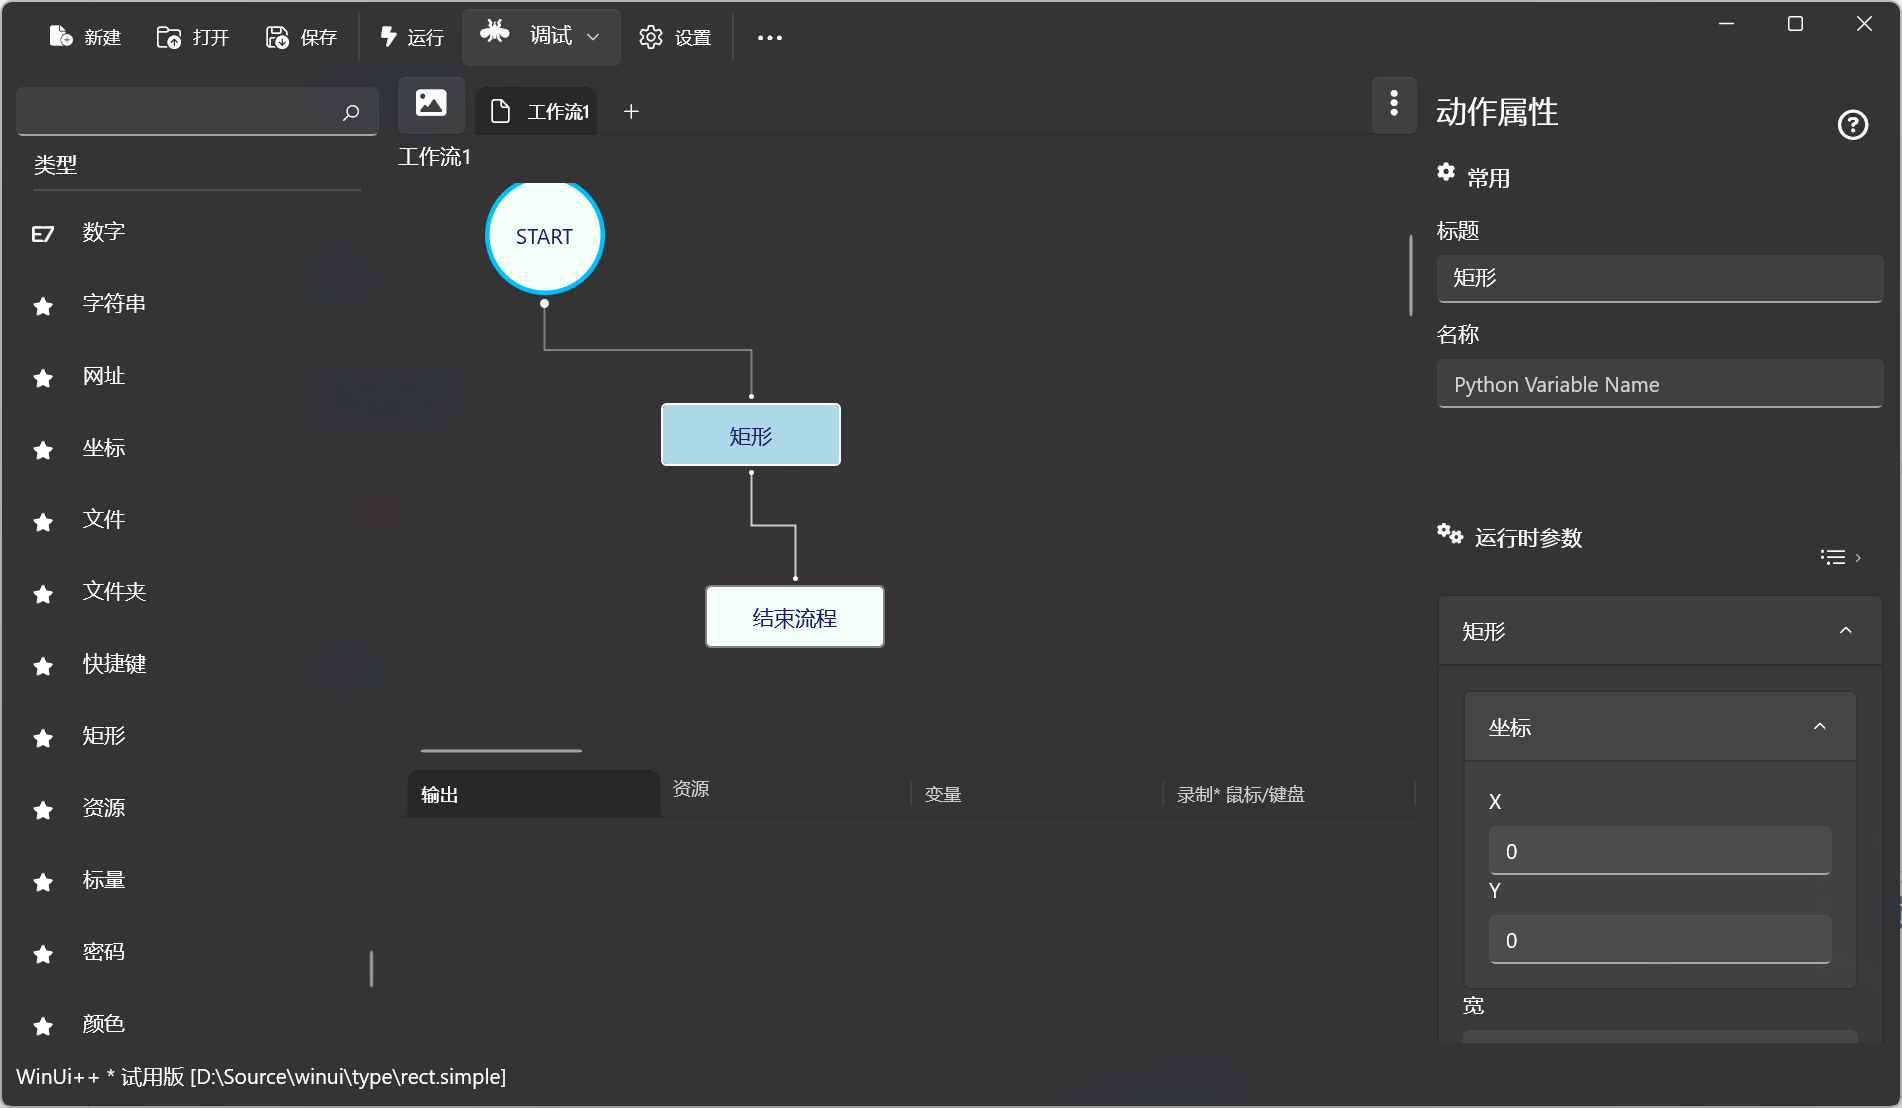 新建
打开
保存
运行
调试
设置
类型
数字
字符串
网址
坐标
文件
文件夹
快捷键
矩形
资源
标量
密码
颜色
工作流1
工作流1
START
矩形
结束流程
输出
资源
变量
录制* 鼠标/键盘
动作属性
常用
标题
矩形
名称
Python Variable Name
运行时参数
矩形
坐标
X
0
Y
0
宽
WinUi++ * 试用版 [D:\Source\winui\type\rect.simple]